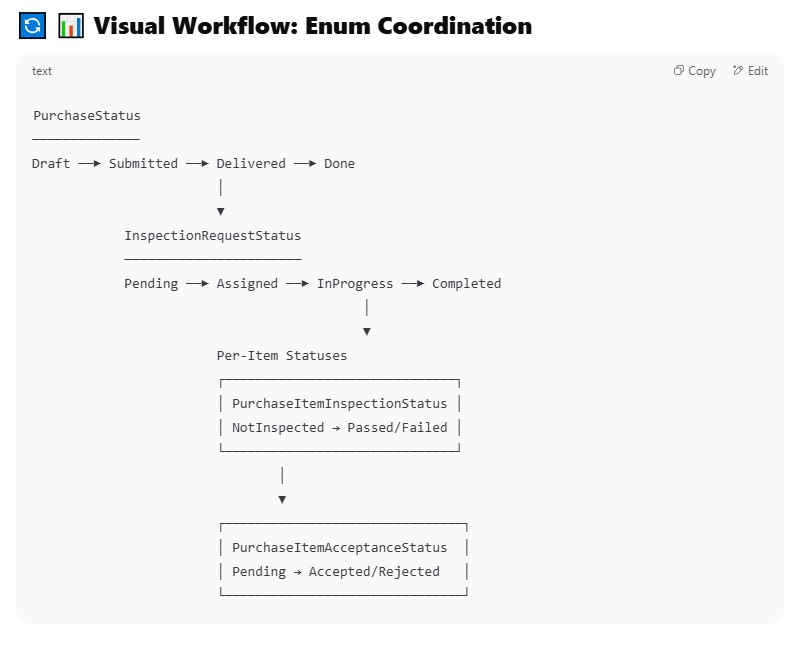 Visual Workflow: Enum Coordination
text
Copy Edit
PurchaseStatus
Draft ──► Submitted ──► Delivered ──► Done
InspectionRequestStatus
Pending ──► Assigned ──► InProgress ──► Completed
Per-Item Statuses
PurchaseItemInspectionStatus
NotInspected → Passed/Failed
PurchaseItemAcceptanceStatus
Pending → Accepted/Rejected